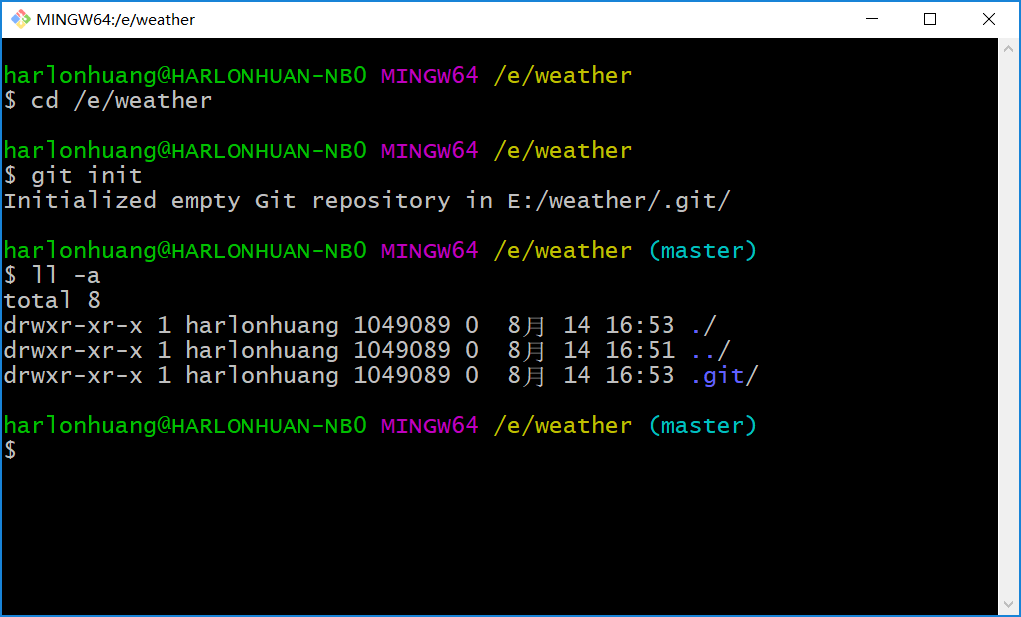 MINGW64:/e/weather
harlonhuang@HARLONHUAN-NB0 MINGW64 /e/weather
$ cd /e/weather
harlonhuang@HARLONHUAN-NB0 MINGW64 /e/weather
$ git init
Initialized empty Git repository in E:/weather/.git/
harlonhuang@HARLONHUAN-NB0 MINGW64 /e/weather (master)
$ ll -a
total 8
drwxr-xr-x 1 harlonhuang 1049089 0  8月 14 16:53 ./
drwxr-xr-x 1 harlonhuang 1049089 0  8月 14 16:51 ../
drwxr-xr-x 1 harlonhuang 1049089 0  8月 14 16:53 .git/
harlonhuang@HARLONHUAN-NB0 MINGW64 /e/weather (master)
$